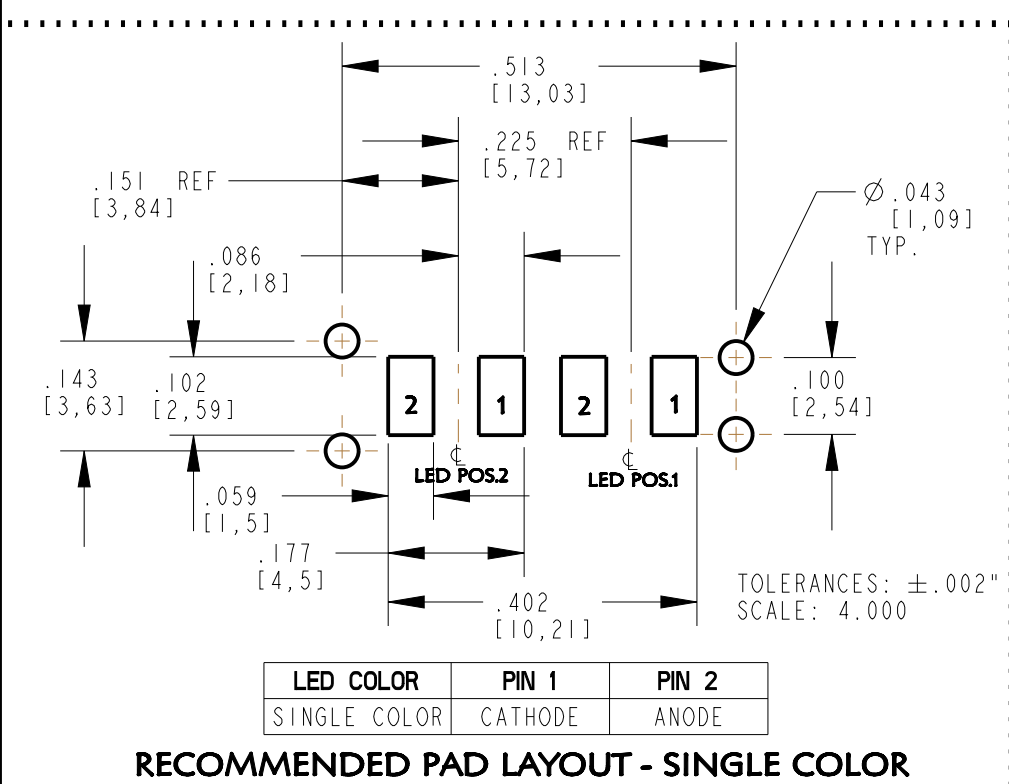 .513
[13,03]
.225 REF
[5,72]
.151 REF
[3,84]
Ø.043
[1,09]
TYP.
.086
[2,18]
.143
[3,63]
.102
[2,59]
2
1
2
1
.100
[2,54]
℄
LED POS.2
℄
LED POS.1
.059
[1,5]
.177
[4,5]
.402
[10,21]
TOLERANCES: ±.002"
SCALE: 4.000
LED COLOR PIN 1 PIN 2
SINGLE COLOR CATHODE ANODE
RECOMMENDED PAD LAYOUT - SINGLE COLOR